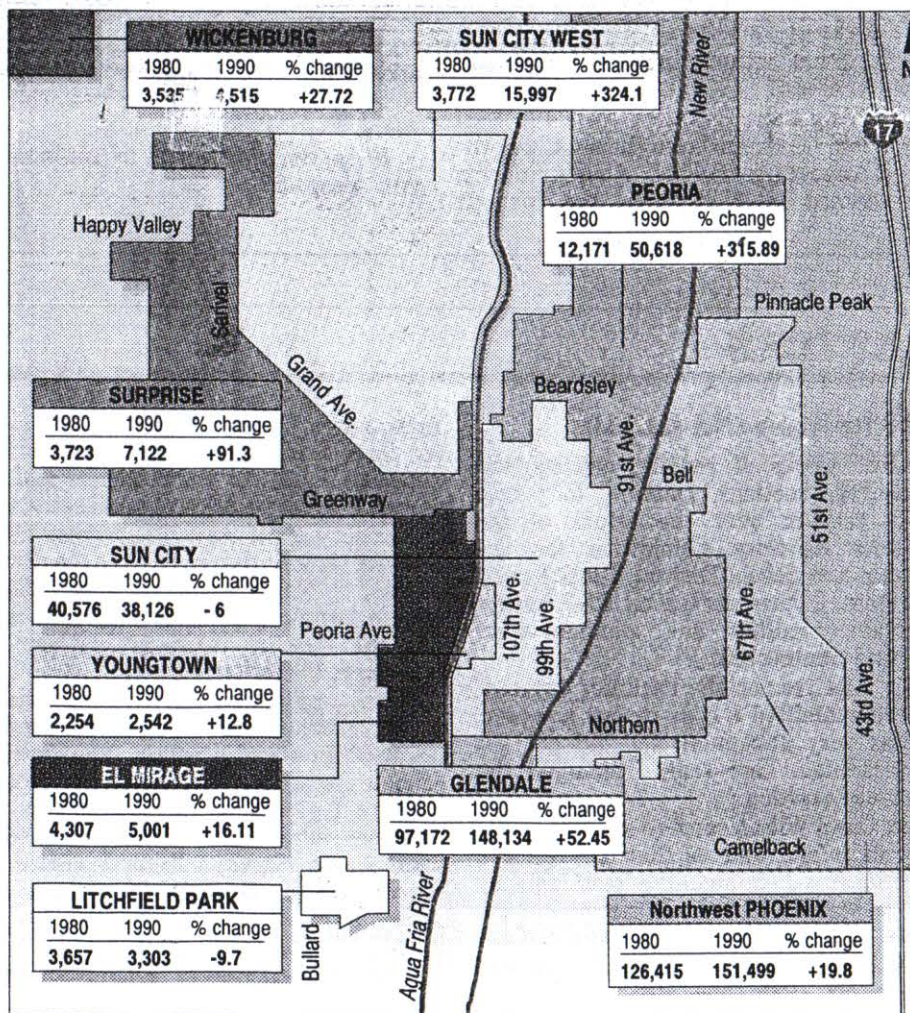 WICKENBURG
1980 1990 % change
3,535 4,515 +27.72
SUN CITY WEST
1980 1990 % change
3,772 15,997 +324.1
New River
17
N
PEORIA
1980 1990 % change
12,171 50,618 +315.89
Happy Valley
Sarival
Grand Ave.
Pinnacle Peak
Beardsley
SURPRISE
1980 1990 % change
3,723 7,122 +91.3
91st Ave.
Bell
51st Ave.
Greenway
SUN CITY
1980 1990 % change
40,576 38,126 - 6
Peoria Ave.
107th Ave.
99th Ave.
67th Ave.
43rd Ave.
YOUNGTOWN
1980 1990 % change
2,254 2,542 +12.8
Northern
EL MIRAGE
1980 1990 % change
4,307 5,001 +16.11
GLENDALE
1980 1990 % change
97,172 148,134 +52.45
Camelback
LITCHFIELD PARK
1980 1990 % change
3,657 3,303 -9.7
Bullard
Agua Fria River
Northwest PHOENIX
1980 1990 % change
126,415 151,499 +19.8